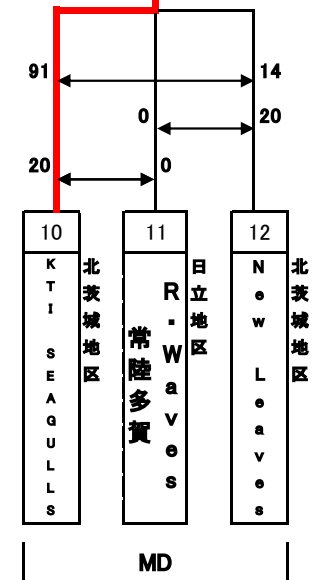 91 14
0 20
20 0
10 11 12
KTI SEAGULLS
北茨城地区
常陸多賀
R・Waves
日立地区
New Leaves
北茨城地区
MD